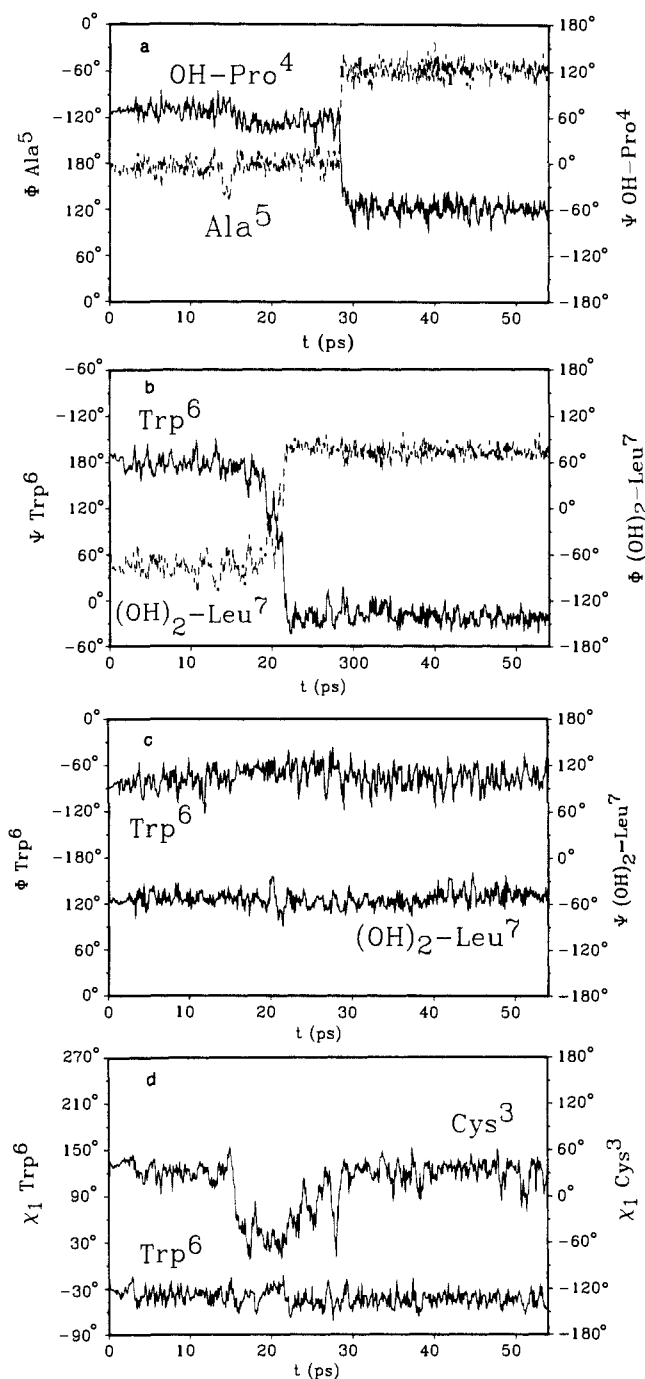 a
0° 180°
OH-Pro⁴
-60° 120°
-120° 60°
180° 0°
Φ Ala⁵
Ψ OH-Pro⁴
120° -60°
Ala⁵
60° -120°
0° -180°
0 10 20 30 40 50
t (ps)
b
-60° 180°
Trp⁶
-120° 120°
180° 60°
120° 0°
Ψ Trp⁶
Φ (OH)₂-Leu⁷
60° -60°
(OH)₂-Leu⁷
0° -120°
-60° -180°
0 10 20 300 40 50
t (ps)
c
0° 180°
-60° 120°
Trp⁶
-120° 60°
-180° 0°
Φ Trp⁶
Ψ (OH)₂-Leu⁷
120° -60°
(OH)₂-Leu⁷
60° -120°
0° -180°
0 10 20 30 40 50
t (ps)
d
270° 180°
210° 120°
Cys³
150° 60°
90° 0°
χ₁ Trp⁶
χ₁ Cys³
30° -60°
Trp⁶
-30° -120°
-90° -180°
0 10 20 30 40 50
t (ps)